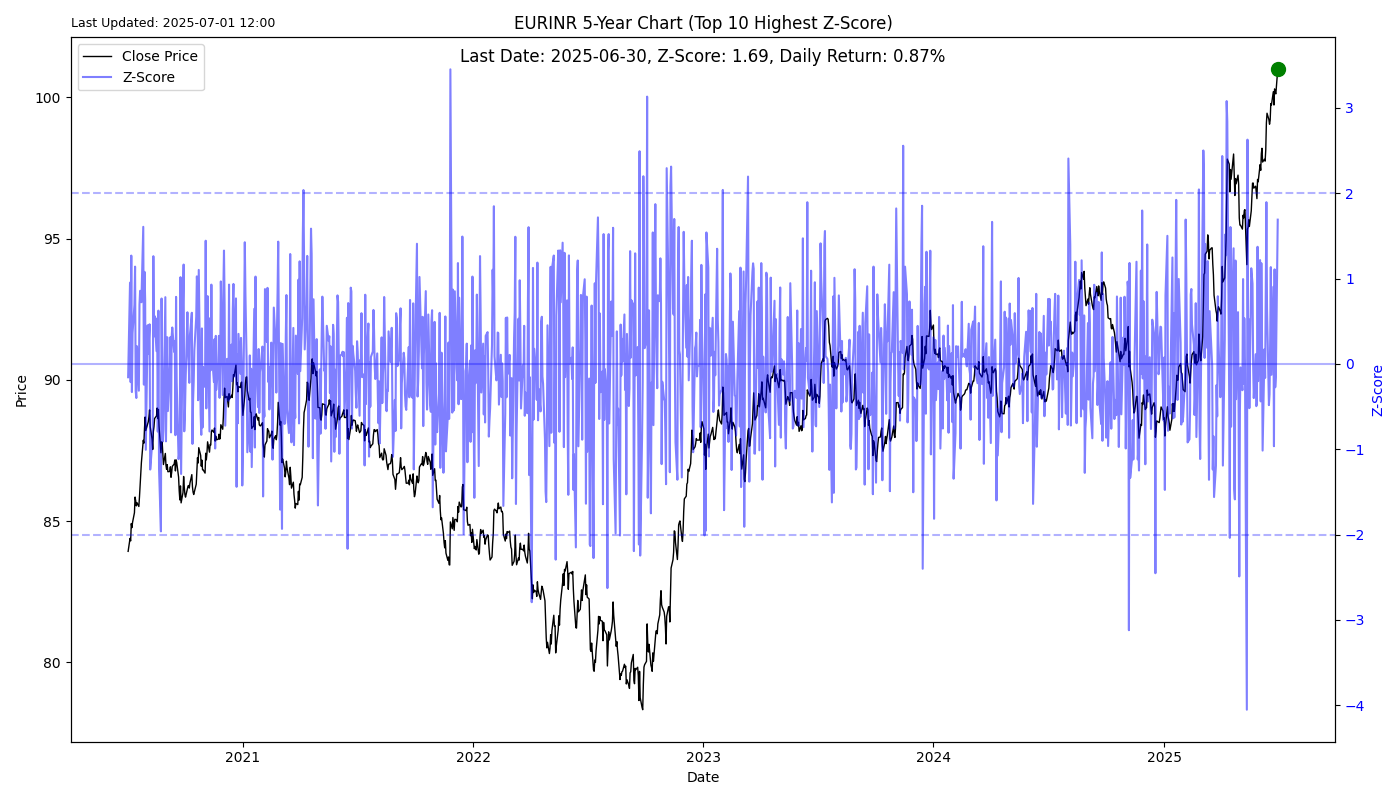 Last Updated: 2025-07-01 12:00
EURINR 5-Year Chart (Top 10 Highest Z-Score)
Last Date: 2025-06-30, Z-Score: 1.69, Daily Return: 0.87%
Close Price
Z-Score
100
95
90
85
80
Price
3
2
1
0
−1
−2
−3
−4
Z-Score
2021
2022
2023
2024
2025
Date